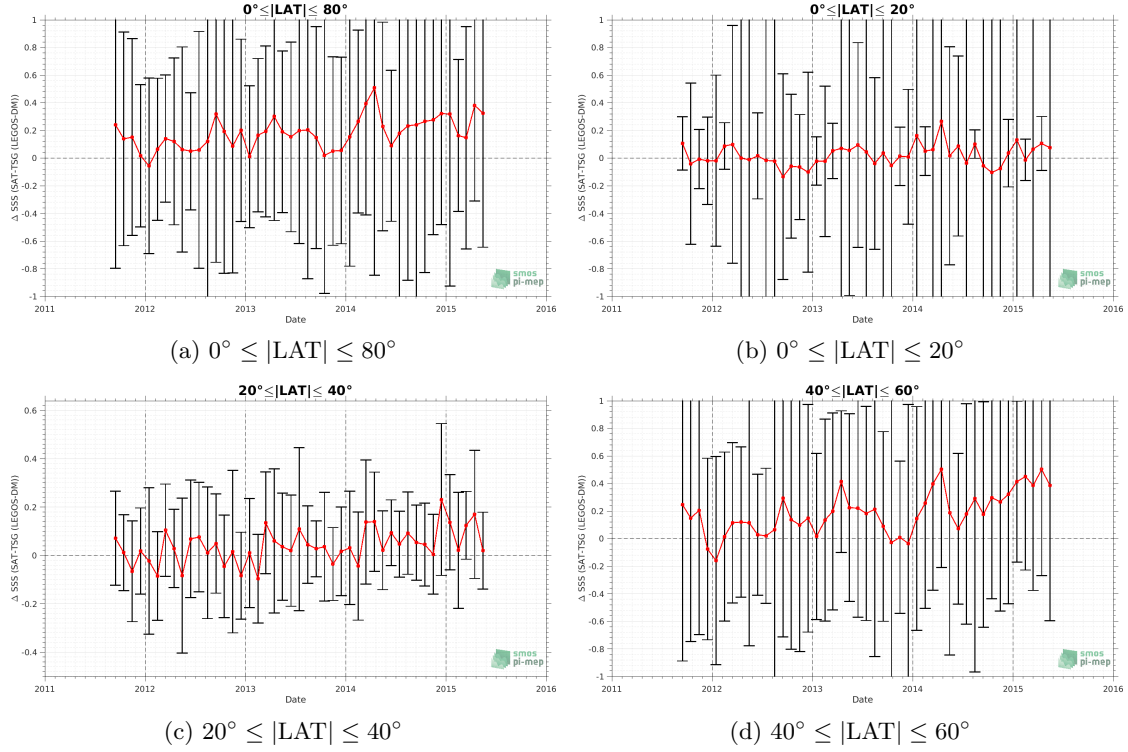 0°≤|LAT|≤ 80°
Δ SSS (SAT-TSG (LEGOS-DM))
1
0.8
0.6
0.4
0.2
0
-0.2
-0.4
-0.6
-0.8
-1
2011 2012 2013 2014 2015 2016
Date
smos
pi-mep
(a) 0° ≤ |LAT| ≤ 80°
0°≤|LAT|≤ 20°
Δ SSS (SAT-TSG (LEGOS-DM))
1
0.8
0.6
0.4
0.2
0
-0.2
-0.4
-0.6
-0.8
-1
2011 2012 2013 2014 2015 2016
Date
smos
pi-mep
(b) 0° ≤ |LAT| ≤ 20°
20°≤|LAT|≤ 40°
Δ SSS (SAT-TSG (LEGOS-DM))
0.6
0.4
0.2
0
-0.2
-0.4
2011 2012 2013 2014 2015 2016
Date
smos
pi-mep
(c) 20° ≤ |LAT| ≤ 40°
40°≤|LAT|≤ 60°
Δ SSS (SAT-TSG (LEGOS-DM))
1
0.8
0.6
0.4
0.2
0
-0.2
-0.4
-0.6
-0.8
-1
2011 2012 2013 2014 2015 2016
Date
smos
pi-mep
(d) 40° ≤ |LAT| ≤ 60°